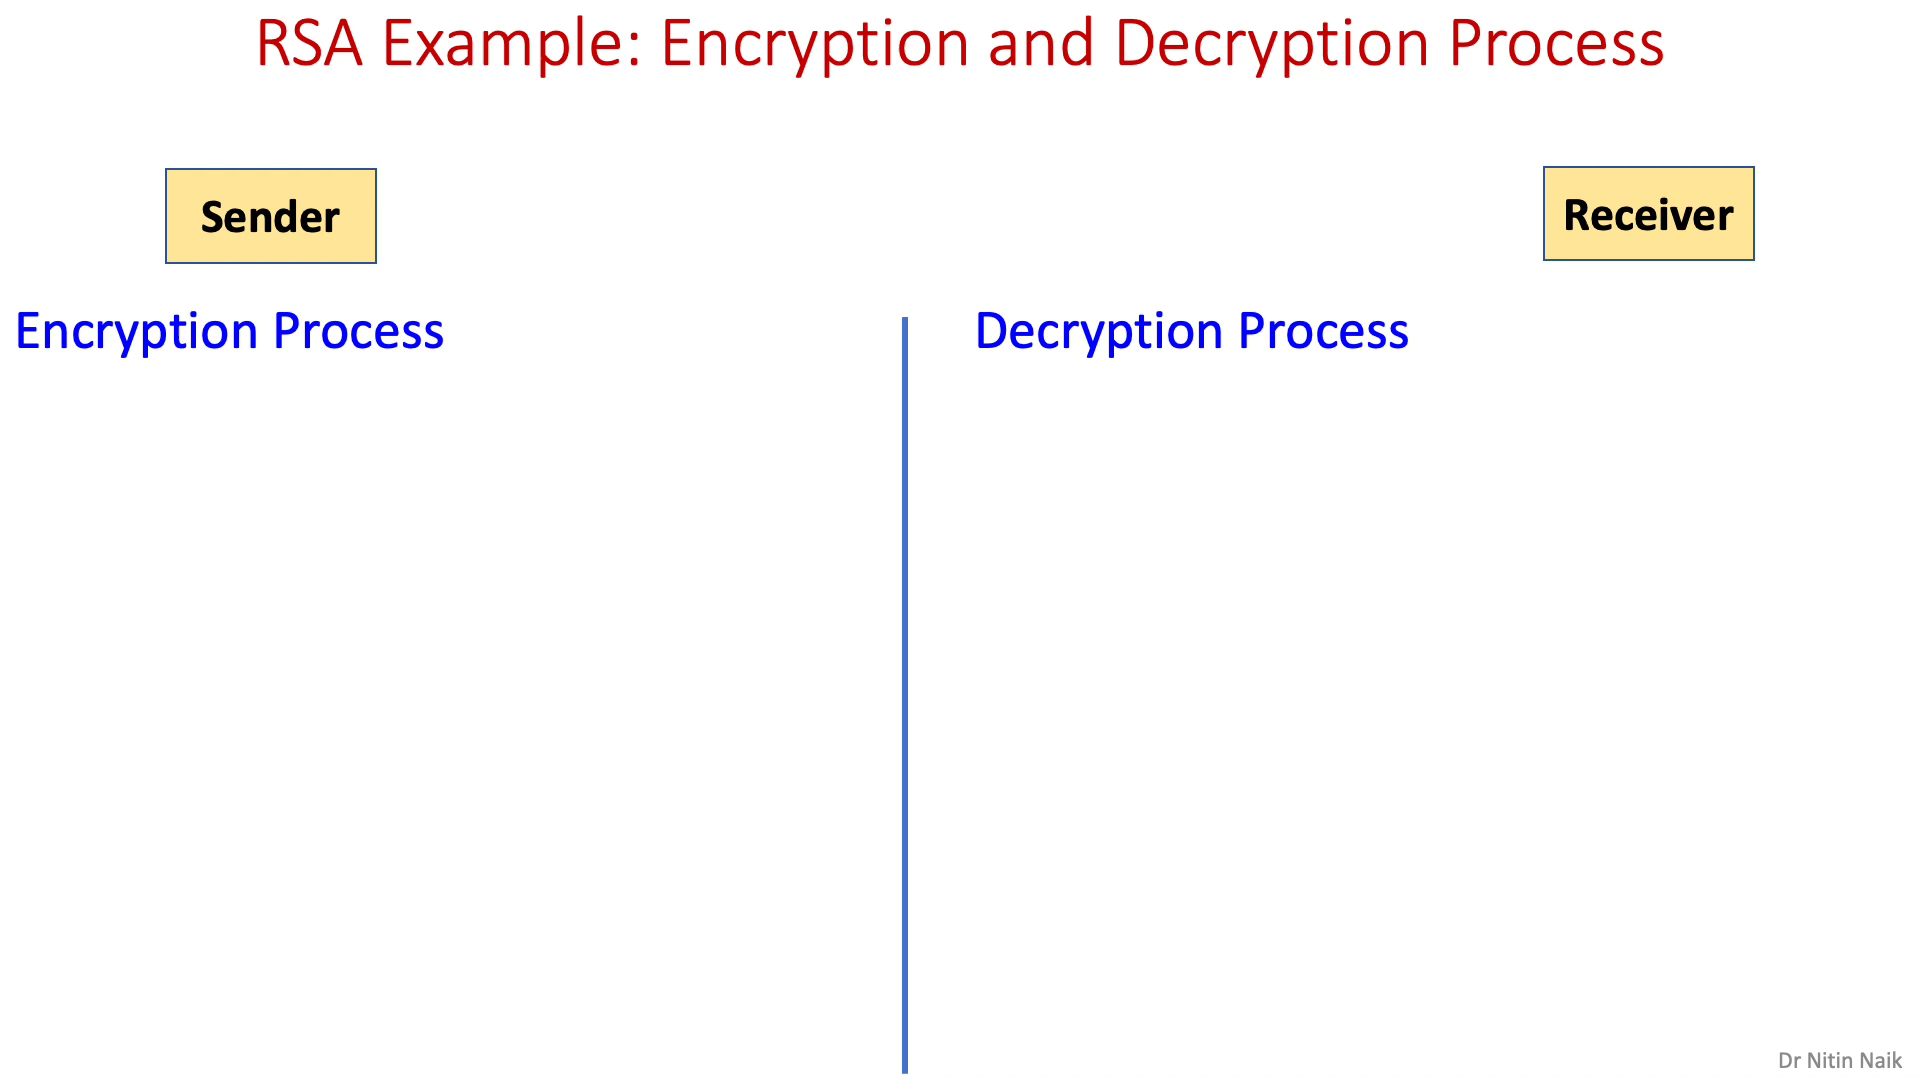 RSA Example: Encryption and Decryption Process
Sender
Receiver
Encryption Process
Decryption Process
Dr Nitin Naik